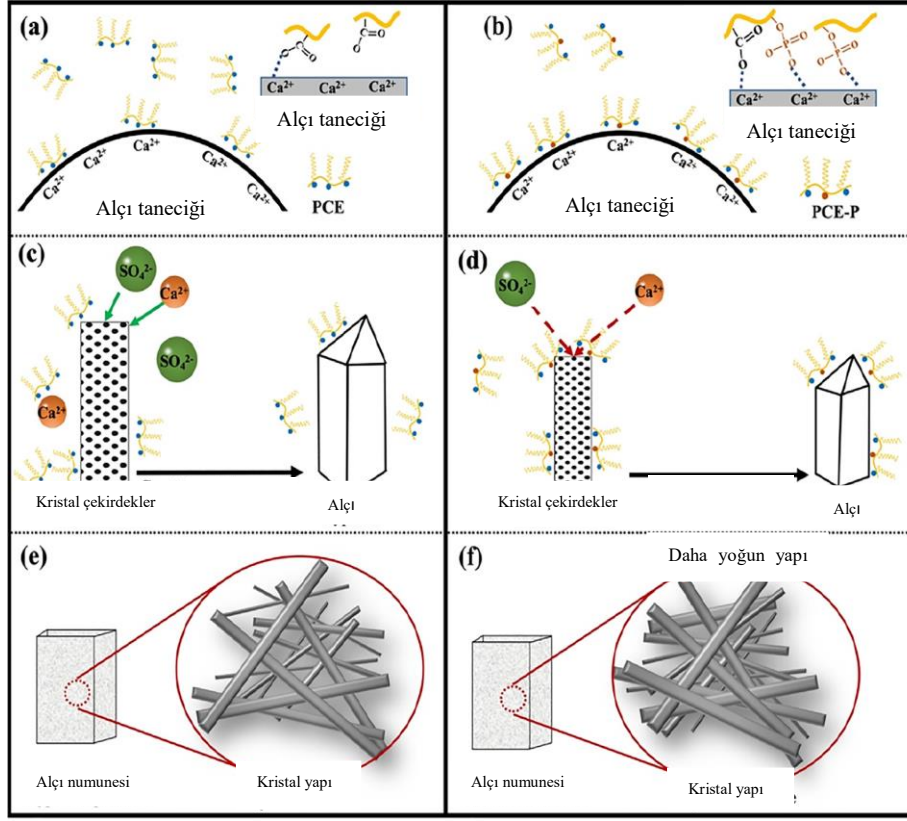 (a)
C
O
O
C
O
O
Ca2+ Ca2+ Ca2+
Alçı taneciği
Ca2+
Ca2+
Ca2+
Ca2+
Ca2+
Alçı taneciği
PCE
(b)
C
O
O
O
P
O
O
O
O
P
O
O
O
Ca2+ Ca2+ Ca2+
Alçı taneciği
Ca2+
Ca2+
Ca2+
Ca2+
Ca2+
Alçı taneciği
PCE-P
(c)
SO₄²⁻
Ca²⁺
SO₄²⁻
Ca²⁺
Kristal çekirdekler
Alçı
(d)
SO₄²⁻
Ca²⁺
Kristal çekirdekler
Alçı
(e)
Alçı numunesi
Kristal yapı
(f)
Daha yoğun yapı
Alçı numunesi
Kristal yapı